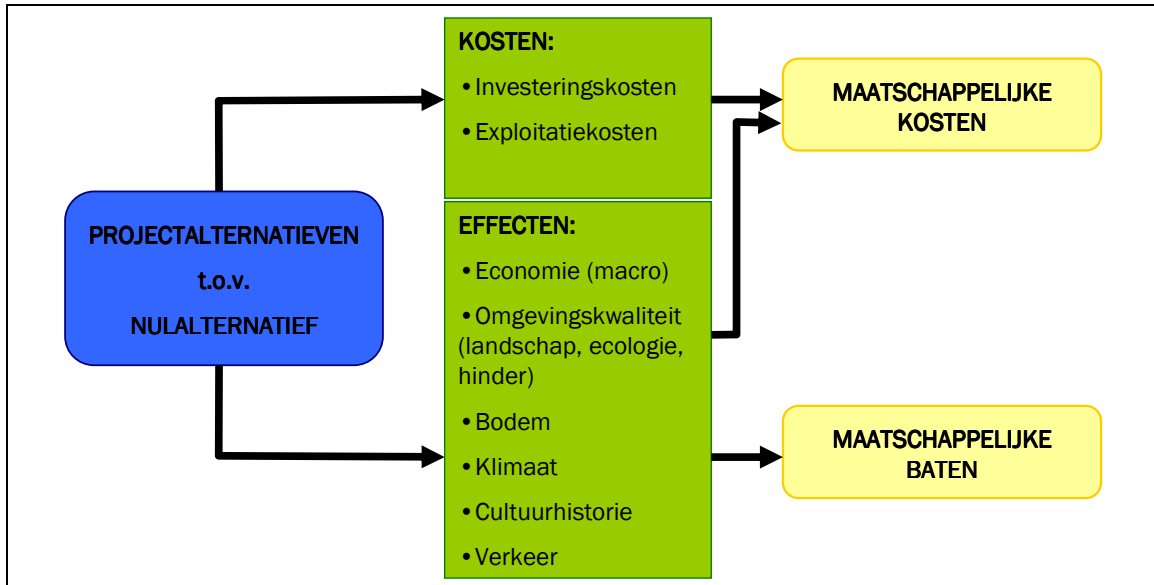 PROJECTALTERNATIEVEN
t.o.v.
NULALTERNATIEF
KOSTEN:
•Investeringskosten
•Exploitatiekosten
EFFECTEN:
•Economie (macro)
•Omgevingskwaliteit
(landschap, ecologie,
hinder)
•Bodem
•Klimaat
•Cultuurhistorie
•Verkeer
MAATSCHAPPELIJKE
KOSTEN
MAATSCHAPPELIJKE
BATEN